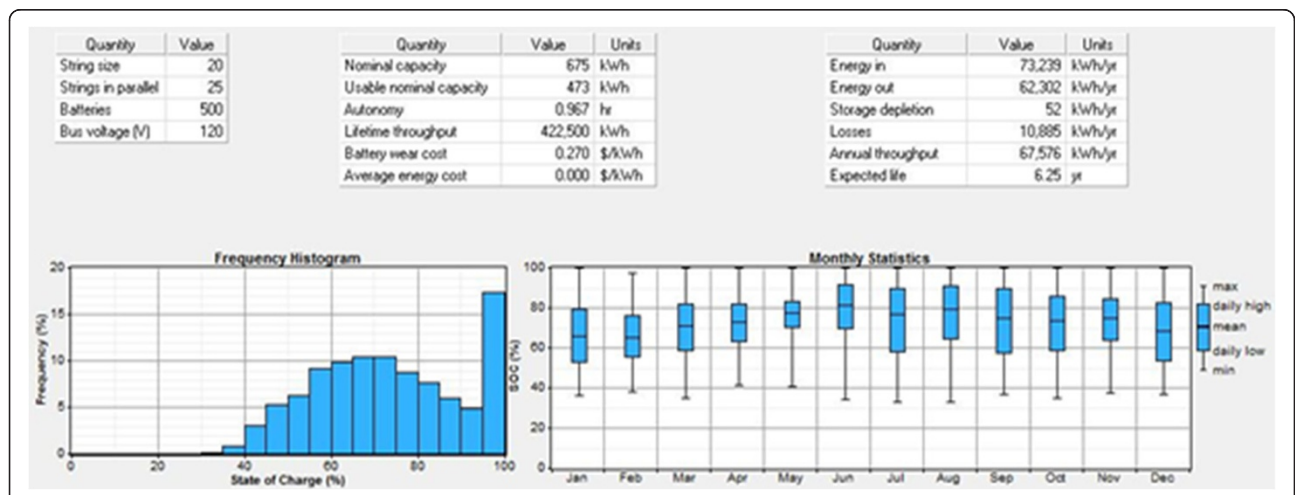 Quantity Value
String size 20
Strings in parallel 25
Batteries 500
Bus voltage (V) 120
Quantity Value Units
Nominal capacity 675 kWh
Usable nominal capacity 473 kWh
Autonomy 0.967 hr
Lifetime throughput 422,500 kWh
Battery wear cost 0.270 $/kWh
Average energy cost 0.000 $/kWh
Quantity Value Units
Energy in 73,239 kWh/yr
Energy out 62,302 kWh/yr
Storage depletion 52 kWh/yr
Losses 10,885 kWh/yr
Annual throughput 67,576 kWh/yr
Expected life 6.25 yr
Frequency Histogram
Frequency (%)
20
15
10
5
0
0 20 40 60 80 100
State of Charge (%)
Monthly Statistics
SOC (%)
100
80
60
40
20
0
Jan Feb Mar Apr May Jun Jul Aug Sep Oct Nov Dec
max
daily high
mean
daily low
min